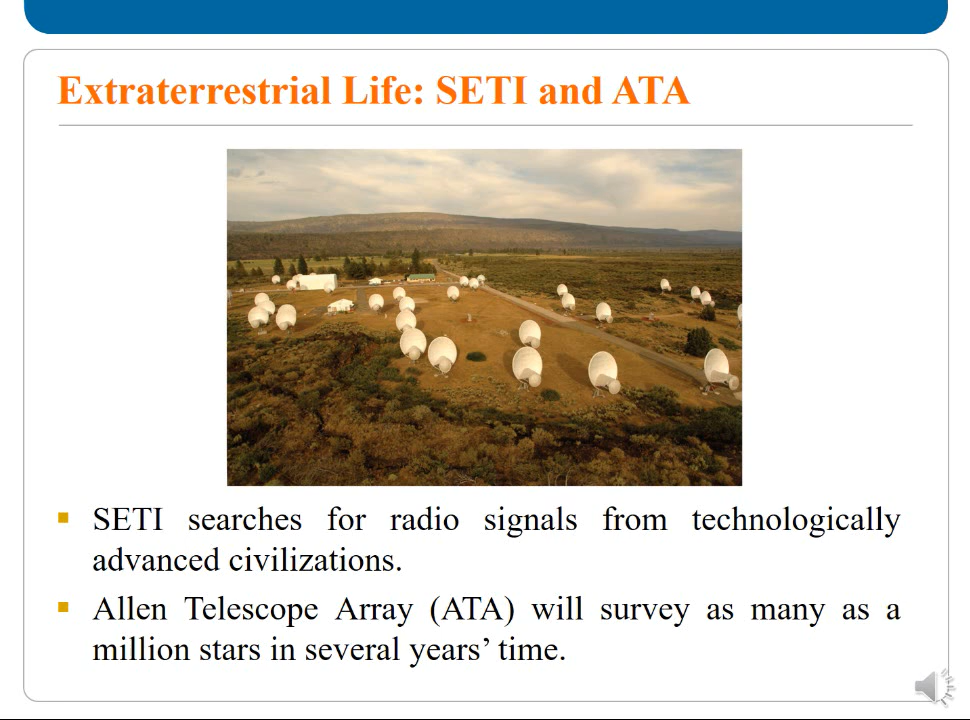 Extraterrestrial Life: SETI and ATA
SETI searches for radio signals from technologically
advanced civilizations.
Allen Telescope Array (ATA) will survey as many as a
million stars in several years’ time.